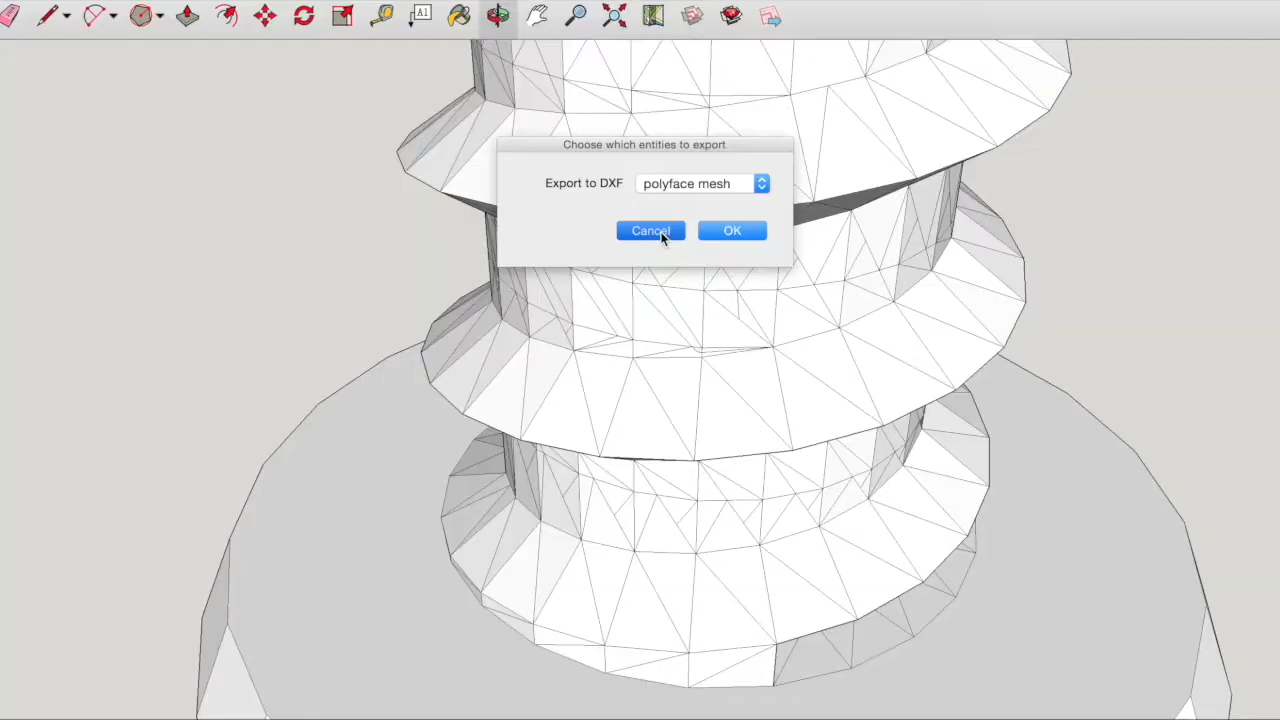 A1
Choose which entities to export
Export to DXF polyface mesh
Cancel OK